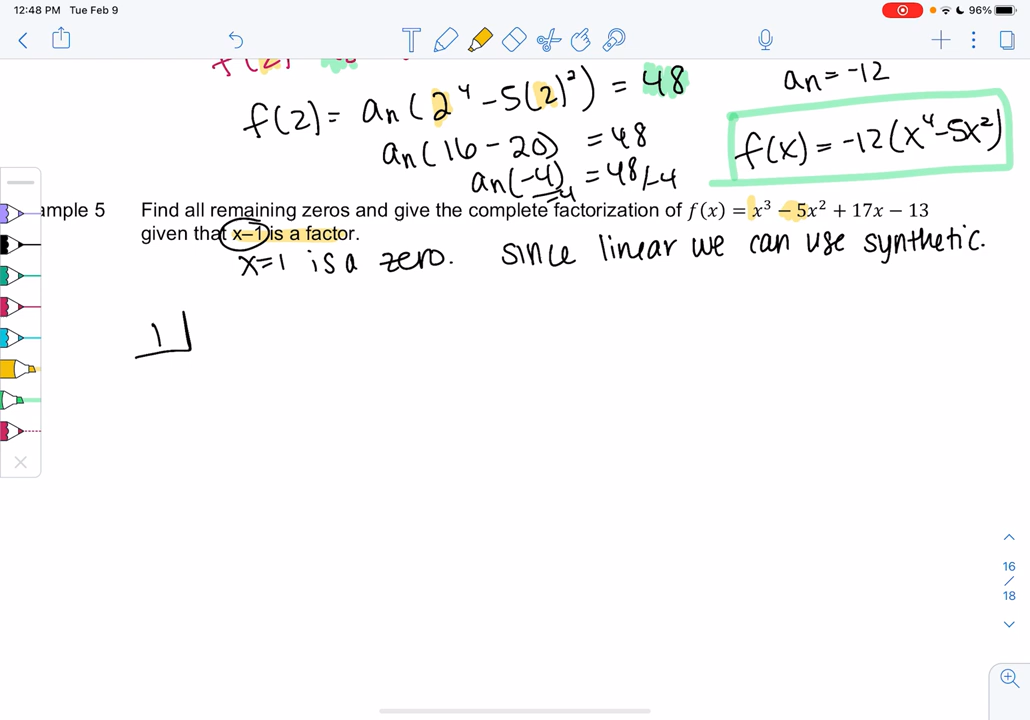 12:48 PM Tue Feb 9
96%
T
f(2)
f(2) = an(2⁴ - 5(2)²) = 48
an(16 - 20) = 48
an(-4) = 48/-4
-4
an = -12
f(x) = -12(x⁴-5x²)
ample 5 Find all remaining zeros and give the complete factorization of f(x) = x³ − 5x² + 17x − 13
given that x–1 is a factor.
x=1 is a zero. since linear we can use synthetic.
1
16
/
18